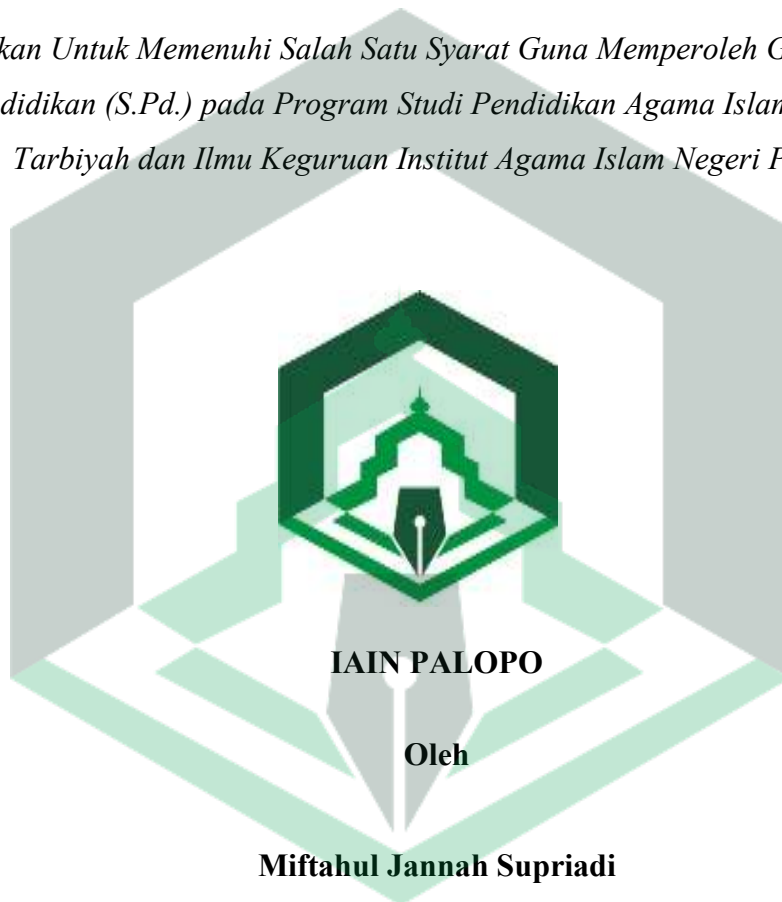 kan Untuk Memenuhi Salah Satu Syarat Guna Memperoleh G
didikan (S.Pd.) pada Program Studi Pendidikan Agama Islam
Tarbiyah dan Ilmu Keguruan Institut Agama Islam Negeri P
IAIN PALOPO
Oleh
Miftahul Jannah Supriadi